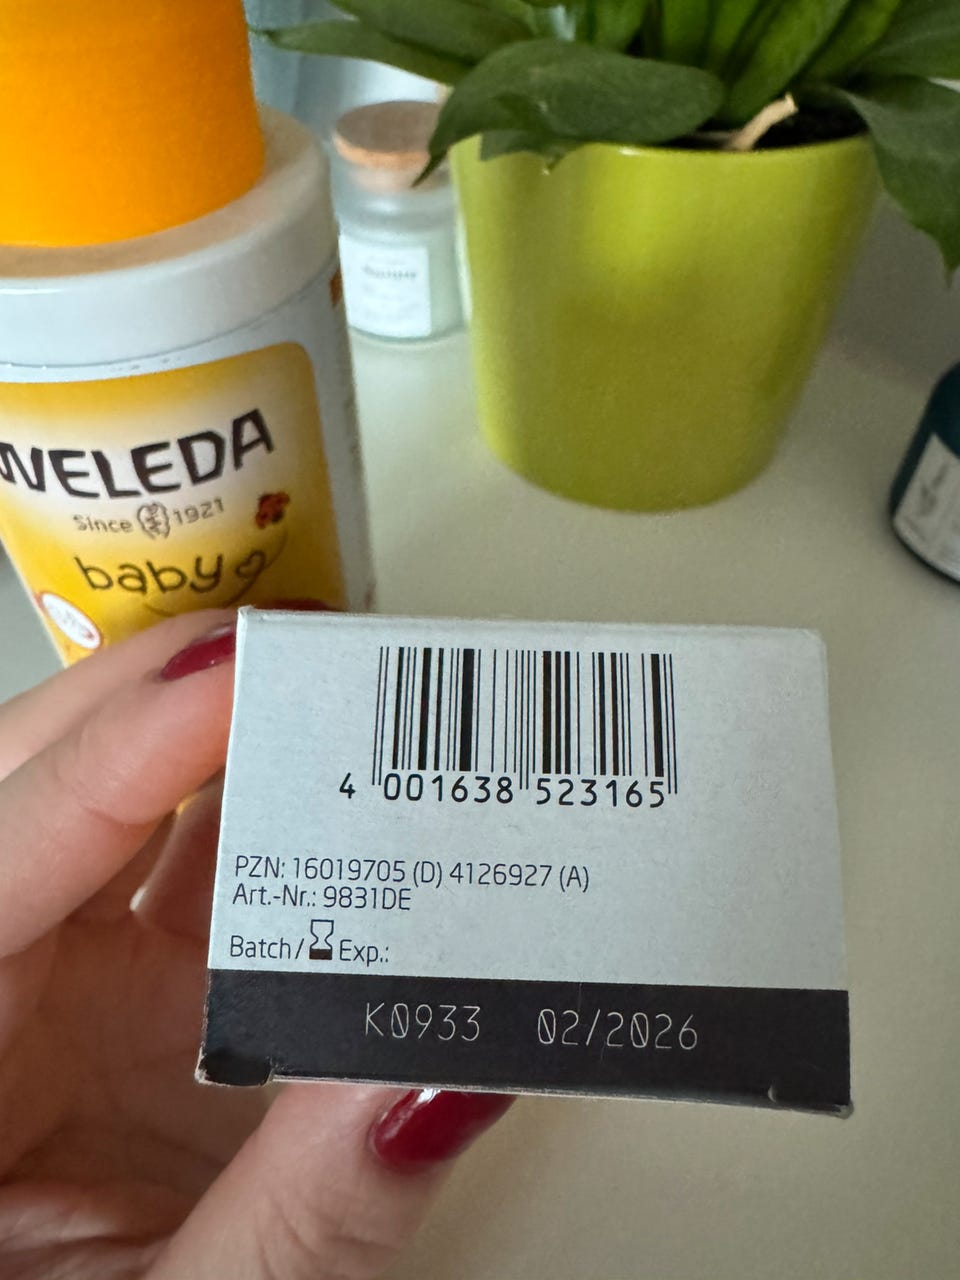 WELEDA
Since 1921
baby
4 001638 523165
PZN: 16019705 (D) 4126927 (A)
Art.-Nr.: 9831DE
Batch/ Exp.:
K0933 02/2026